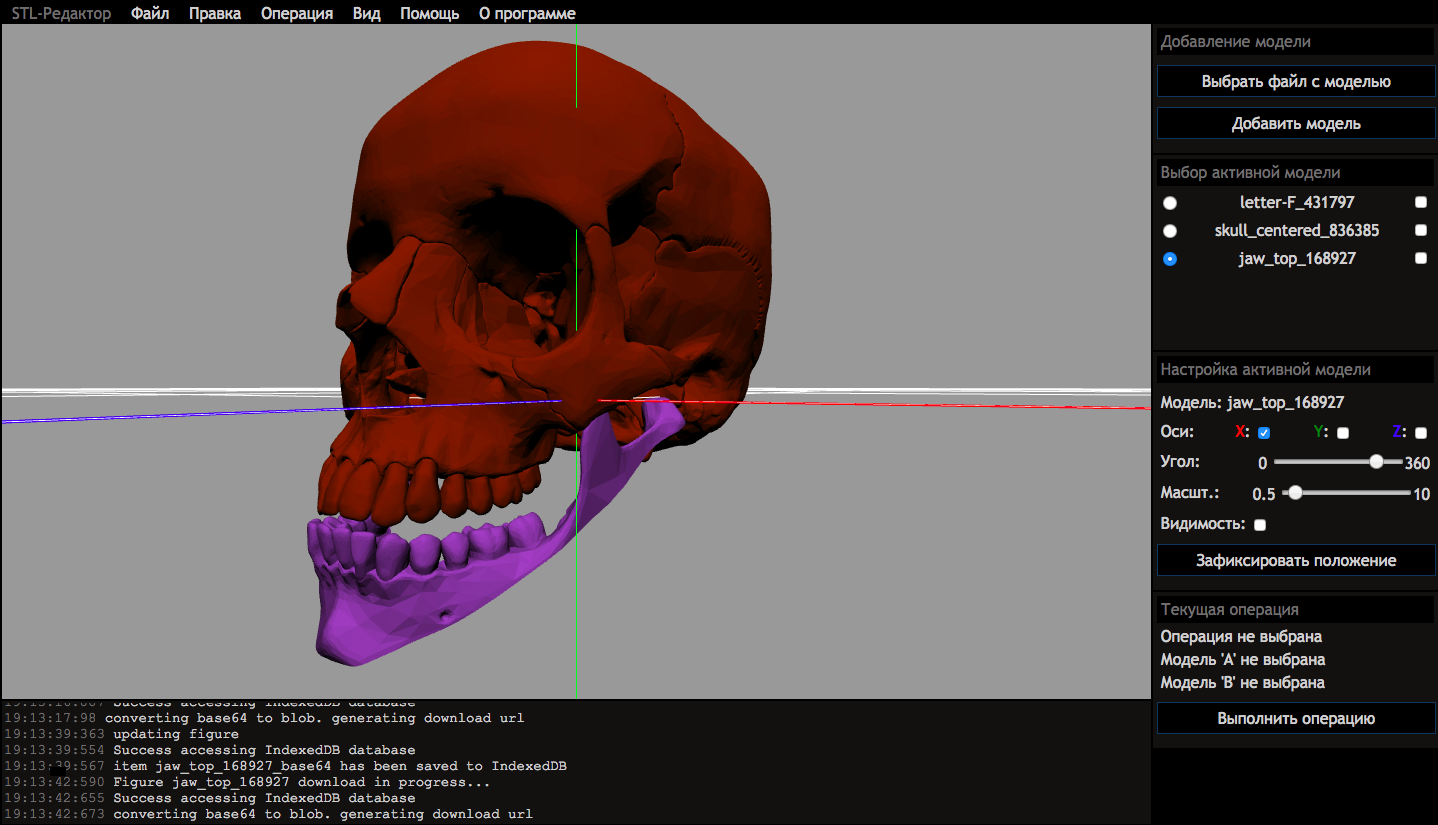 STL-Редактор Файл Правка Операция Вид Помощь О программе
Добавление модели
Выбрать файл с моделью
Добавить модель
Выбор активной модели
letter-F_431797
skull_centered_836385
jaw_top_168927
Настройка активной модели
Модель: jaw_top_168927
Оси: X: Y: Z:
Угол: 0 360
Масшт.: 0.5 10
Видимость:
Зафиксировать положение
Текущая операция
Операция не выбрана
Модель 'A' не выбрана
Модель 'B' не выбрана
Выполнить операцию
Success accessing IndexedDB database
19:13:17:98 converting base64 to blob. generating download url
19:13:39:363 updating figure
19:13:39:554 Success accessing IndexedDB database
19:13:39:567 item jaw_top_168927_base64 has been saved to IndexedDB
19:13:42:590 Figure jaw_top_168927 download in progress...
19:13:42:655 Success accessing IndexedDB database
19:13:42:673 converting base64 to blob. generating download url